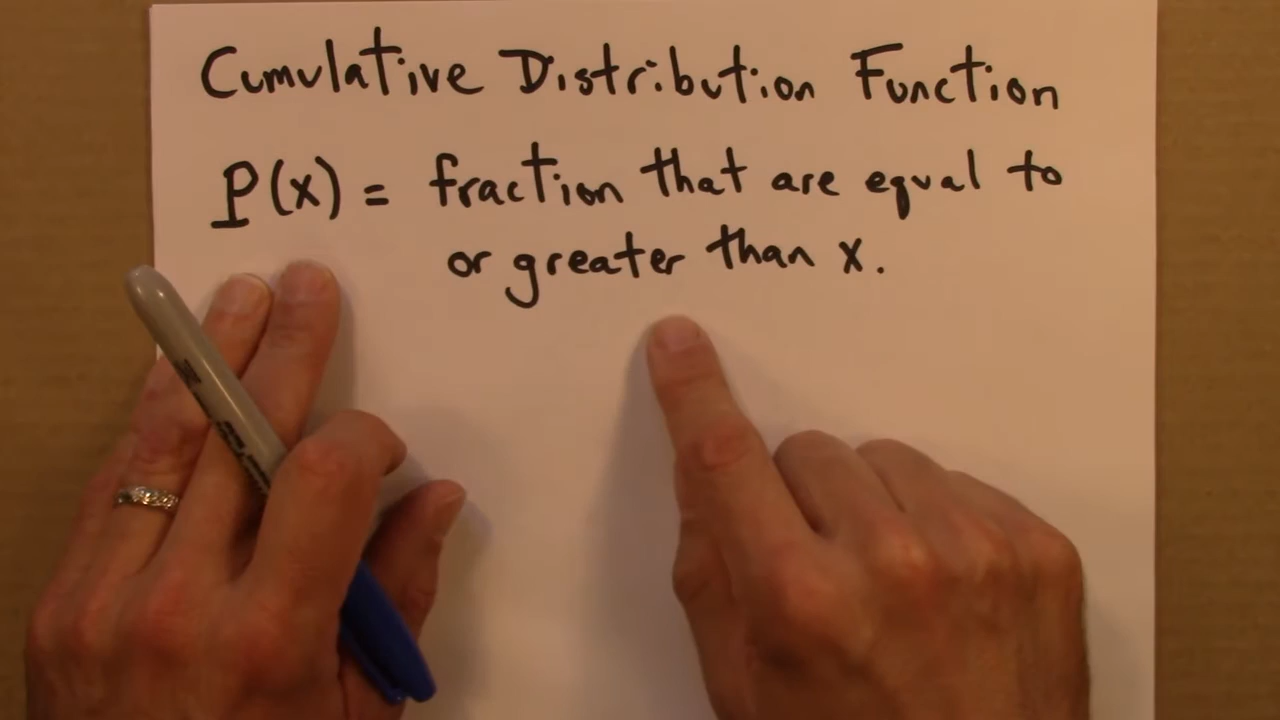 Cumulative Distribution Function
P(x) = fraction that are equal to
or greater than x.